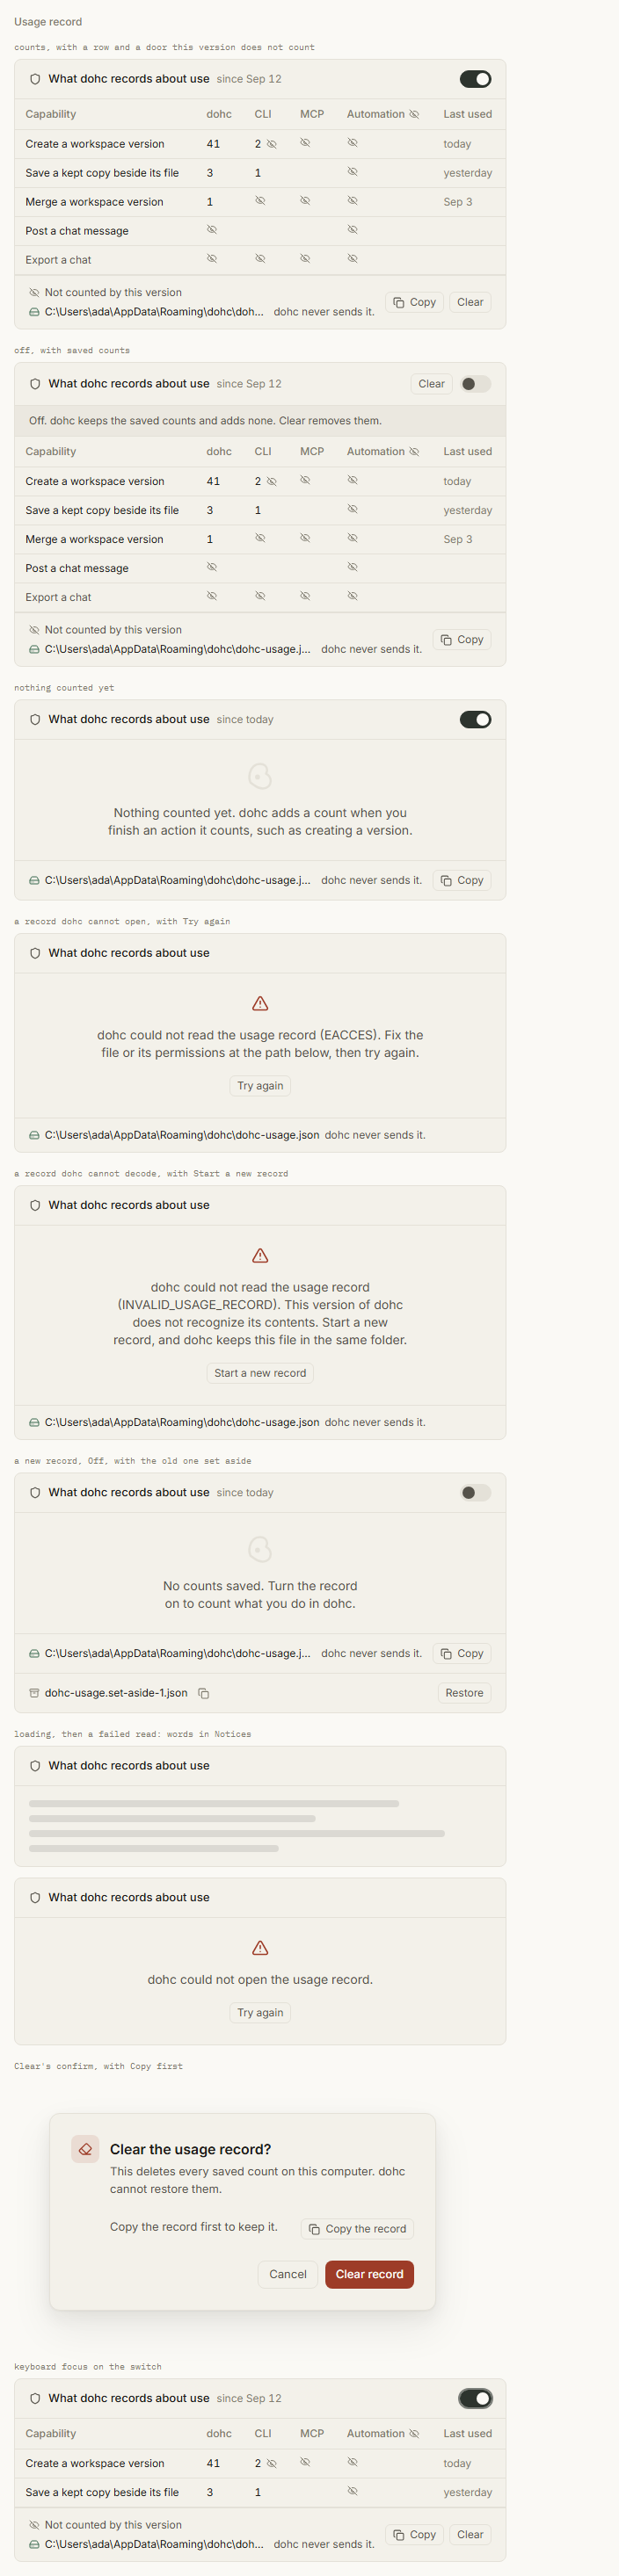 Usage record
counts, with a row and a door this version does not count
What dohc records about use since Sep 12
Capability dohc CLI MCP Automation Last used
Create a workspace version 41 2 today
Save a kept copy beside its file 3 1 yesterday
Merge a workspace version 1 Sep 3
Post a chat message
Export a chat
Not counted by this version
C:\Users\ada\AppData\Roaming\dohc\doh... dohc never sends it. Copy Clear
off, with saved counts
What dohc records about use since Sep 12 Clear
Off. dohc keeps the saved counts and adds none. Clear removes them.
Capability dohc CLI MCP Automation Last used
Create a workspace version 41 2 today
Save a kept copy beside its file 3 1 yesterday
Merge a workspace version 1 Sep 3
Post a chat message
Export a chat
Not counted by this version
C:\Users\ada\AppData\Roaming\dohc\dohc-usage.j... dohc never sends it. Copy
nothing counted yet
What dohc records about use since today
Nothing counted yet. dohc adds a count when you
finish an action it counts, such as creating a version.
C:\Users\ada\AppData\Roaming\dohc\dohc-usage.j... dohc never sends it. Copy
a record dohc cannot open, with Try again
What dohc records about use
dohc could not read the usage record (EACCES). Fix the
file or its permissions at the path below, then try again.
Try again
C:\Users\ada\AppData\Roaming\dohc\dohc-usage.json dohc never sends it.
a record dohc cannot decode, with Start a new record
What dohc records about use
dohc could not read the usage record
(INVALID_USAGE_RECORD). This version of dohc
does not recognize its contents. Start a new
record, and dohc keeps this file in the same folder.
Start a new record
C:\Users\ada\AppData\Roaming\dohc\dohc-usage.json dohc never sends it.
a new record, Off, with the old one set aside
What dohc records about use since today
No counts saved. Turn the record
on to count what you do in dohc.
C:\Users\ada\AppData\Roaming\dohc\dohc-usage.j... dohc never sends it. Copy
dohc-usage.set-aside-1.json Restore
loading, then a failed read: words in Notices
What dohc records about use
What dohc records about use
dohc could not open the usage record.
Try again
Clear's confirm, with Copy first
Clear the usage record?
This deletes every saved count on this computer. dohc
cannot restore them.
Copy the record first to keep it. Copy the record
Cancel Clear record
keyboard focus on the switch
What dohc records about use since Sep 12
Capability dohc CLI MCP Automation Last used
Create a workspace version 41 2 today
Save a kept copy beside its file 3 1 yesterday
Not counted by this version
C:\Users\ada\AppData\Roaming\dohc\doh... dohc never sends it. Copy Clear